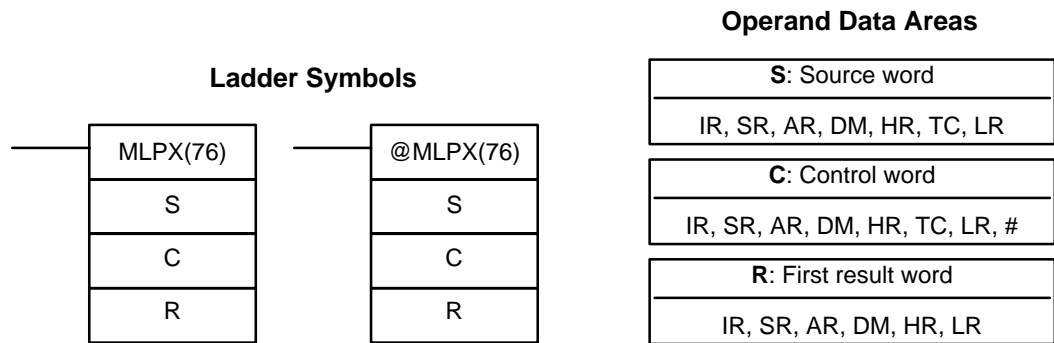 Ladder Symbols
MLPX(76)
S
C
R
@MLPX(76)
S
C
R
Operand Data Areas
S: Source word
IR, SR, AR, DM, HR, TC, LR
C: Control word
IR, SR, AR, DM, HR, TC, LR, #
R: First result word
IR, SR, AR, DM, HR, LR